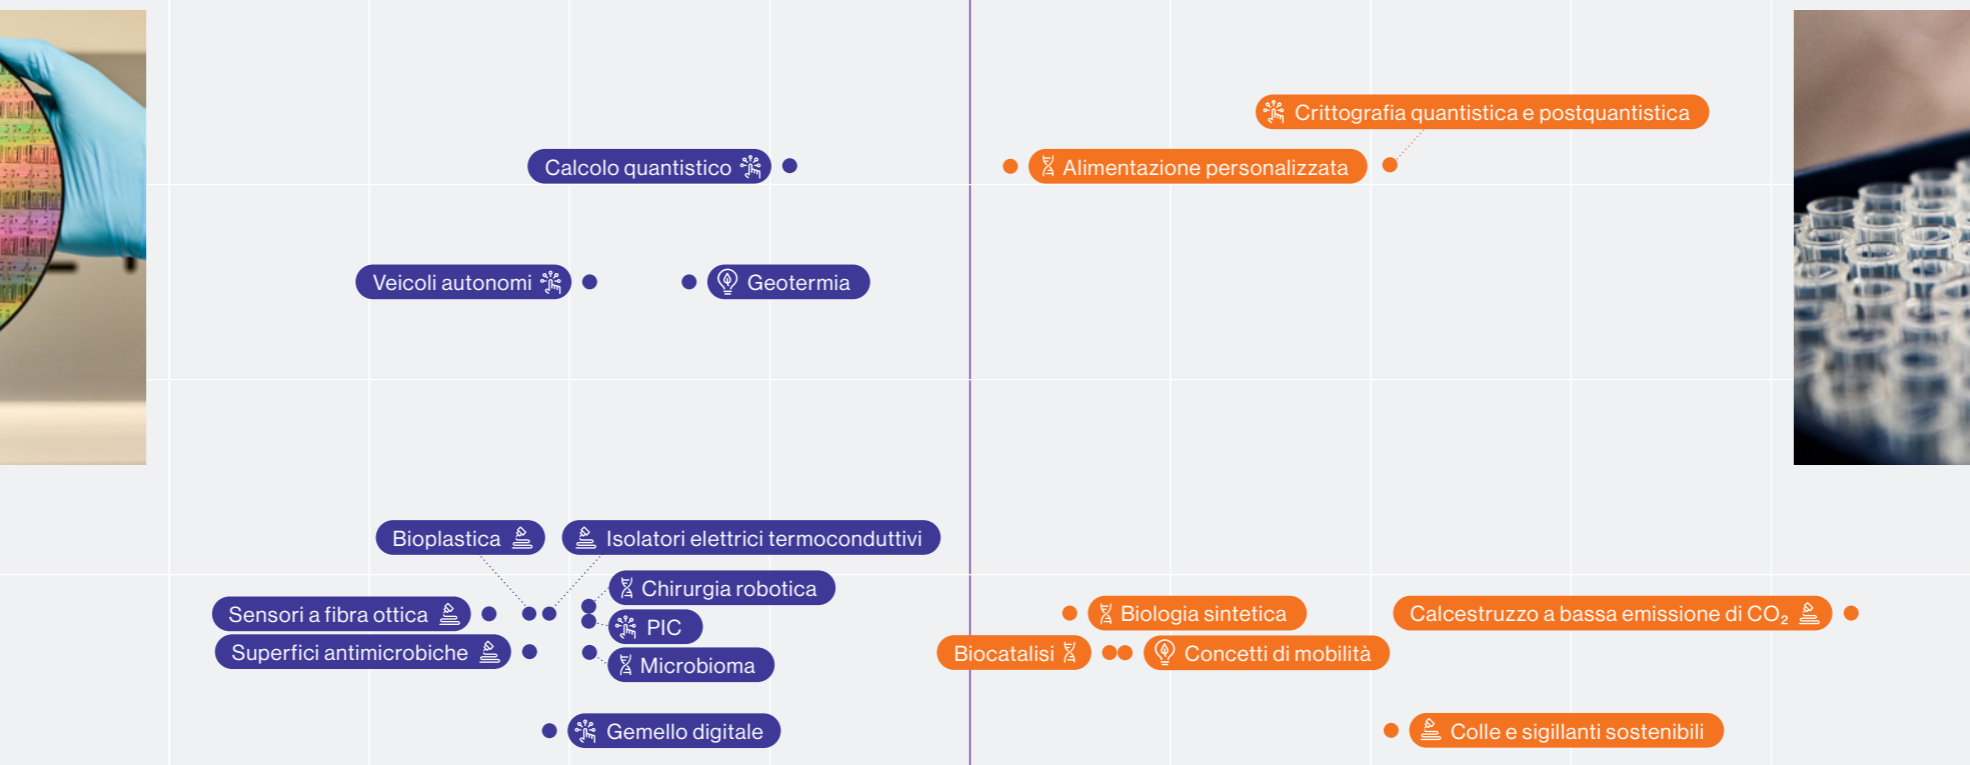 Crittografia quantistica e postquantistica
Calcolo quantistico
Alimentazione personalizzata
Veicoli autonomi
Geotermia
Bioplastica
Isolatori elettrici termoconduttivi
Chirurgia robotica
Sensori a fibra ottica
PIC
Superfici antimicrobiche
Microbioma
Gemello digitale
Biologia sintetica
Calcestruzzo a bassa emissione di CO₂
Biocatalisi
Concetti di mobilità
Colle e sigillanti sostenibili